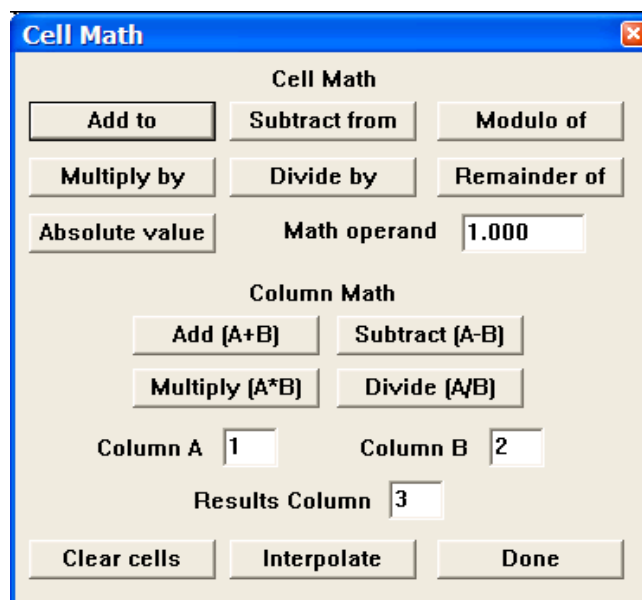 Cell Math
Cell Math
Add to Subtract from Modulo of
Multiply by Divide by Remainder of
Absolute value Math operand 1.000
Column Math
Add (A+B) Subtract (A-B)
Multiply (A*B) Divide (A/B)
Column A 1 Column B 2
Results Column 3
Clear cells Interpolate Done